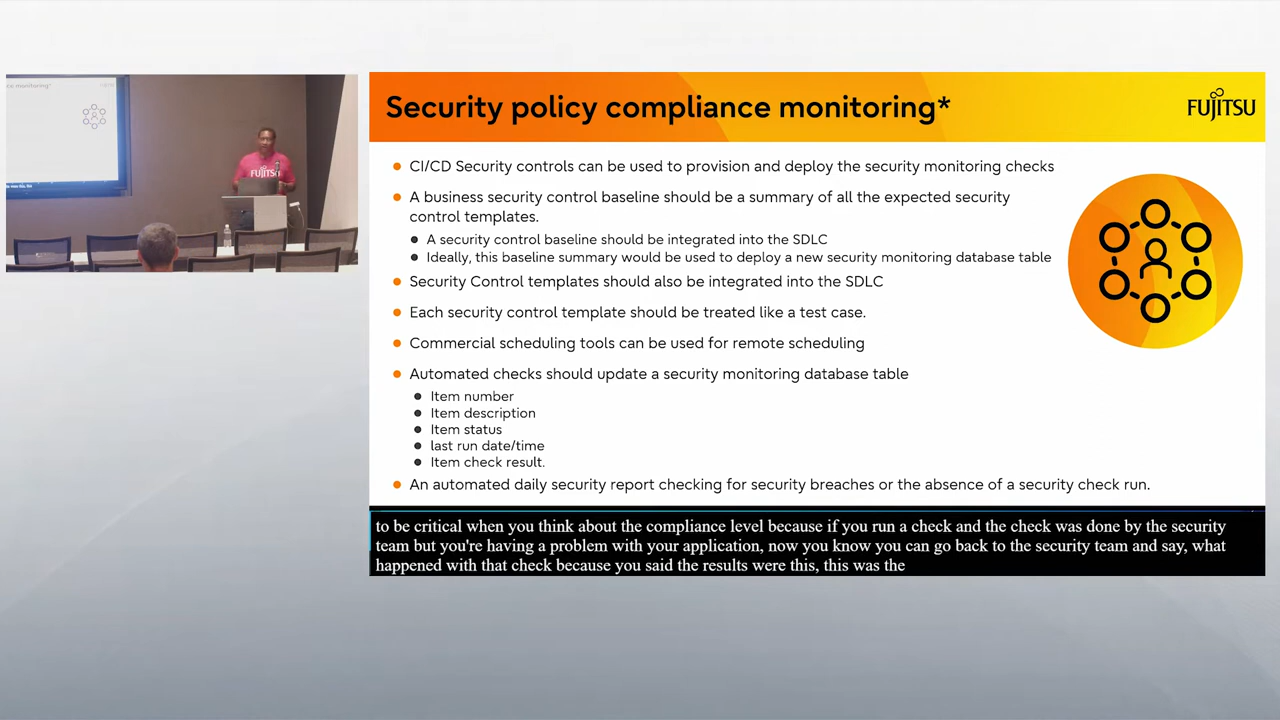 Security policy compliance monitoring*
FUJITSU
CI/CD Security controls can be used to provision and deploy the security monitoring checks
A business security control baseline should be a summary of all the expected security
control templates.
A security control baseline should be integrated into the SDLC
Ideally, this baseline summary would be used to deploy a new security monitoring database table
Security Control templates should also be integrated into the SDLC
Each security control template should be treated like a test case.
Commercial scheduling tools can be used for remote scheduling
Automated checks should update a security monitoring database table
Item number
Item description
Item status
last run date/time
Item check result.
An automated daily security report checking for security breaches or the absence of a security check run.
to be critical when you think about the compliance level because if you run a check and the check was done by the security
team but you're having a problem with your application, now you know you can go back to the security team and say, what
happened with that check because you said the results were this, this was the
FUJITSU